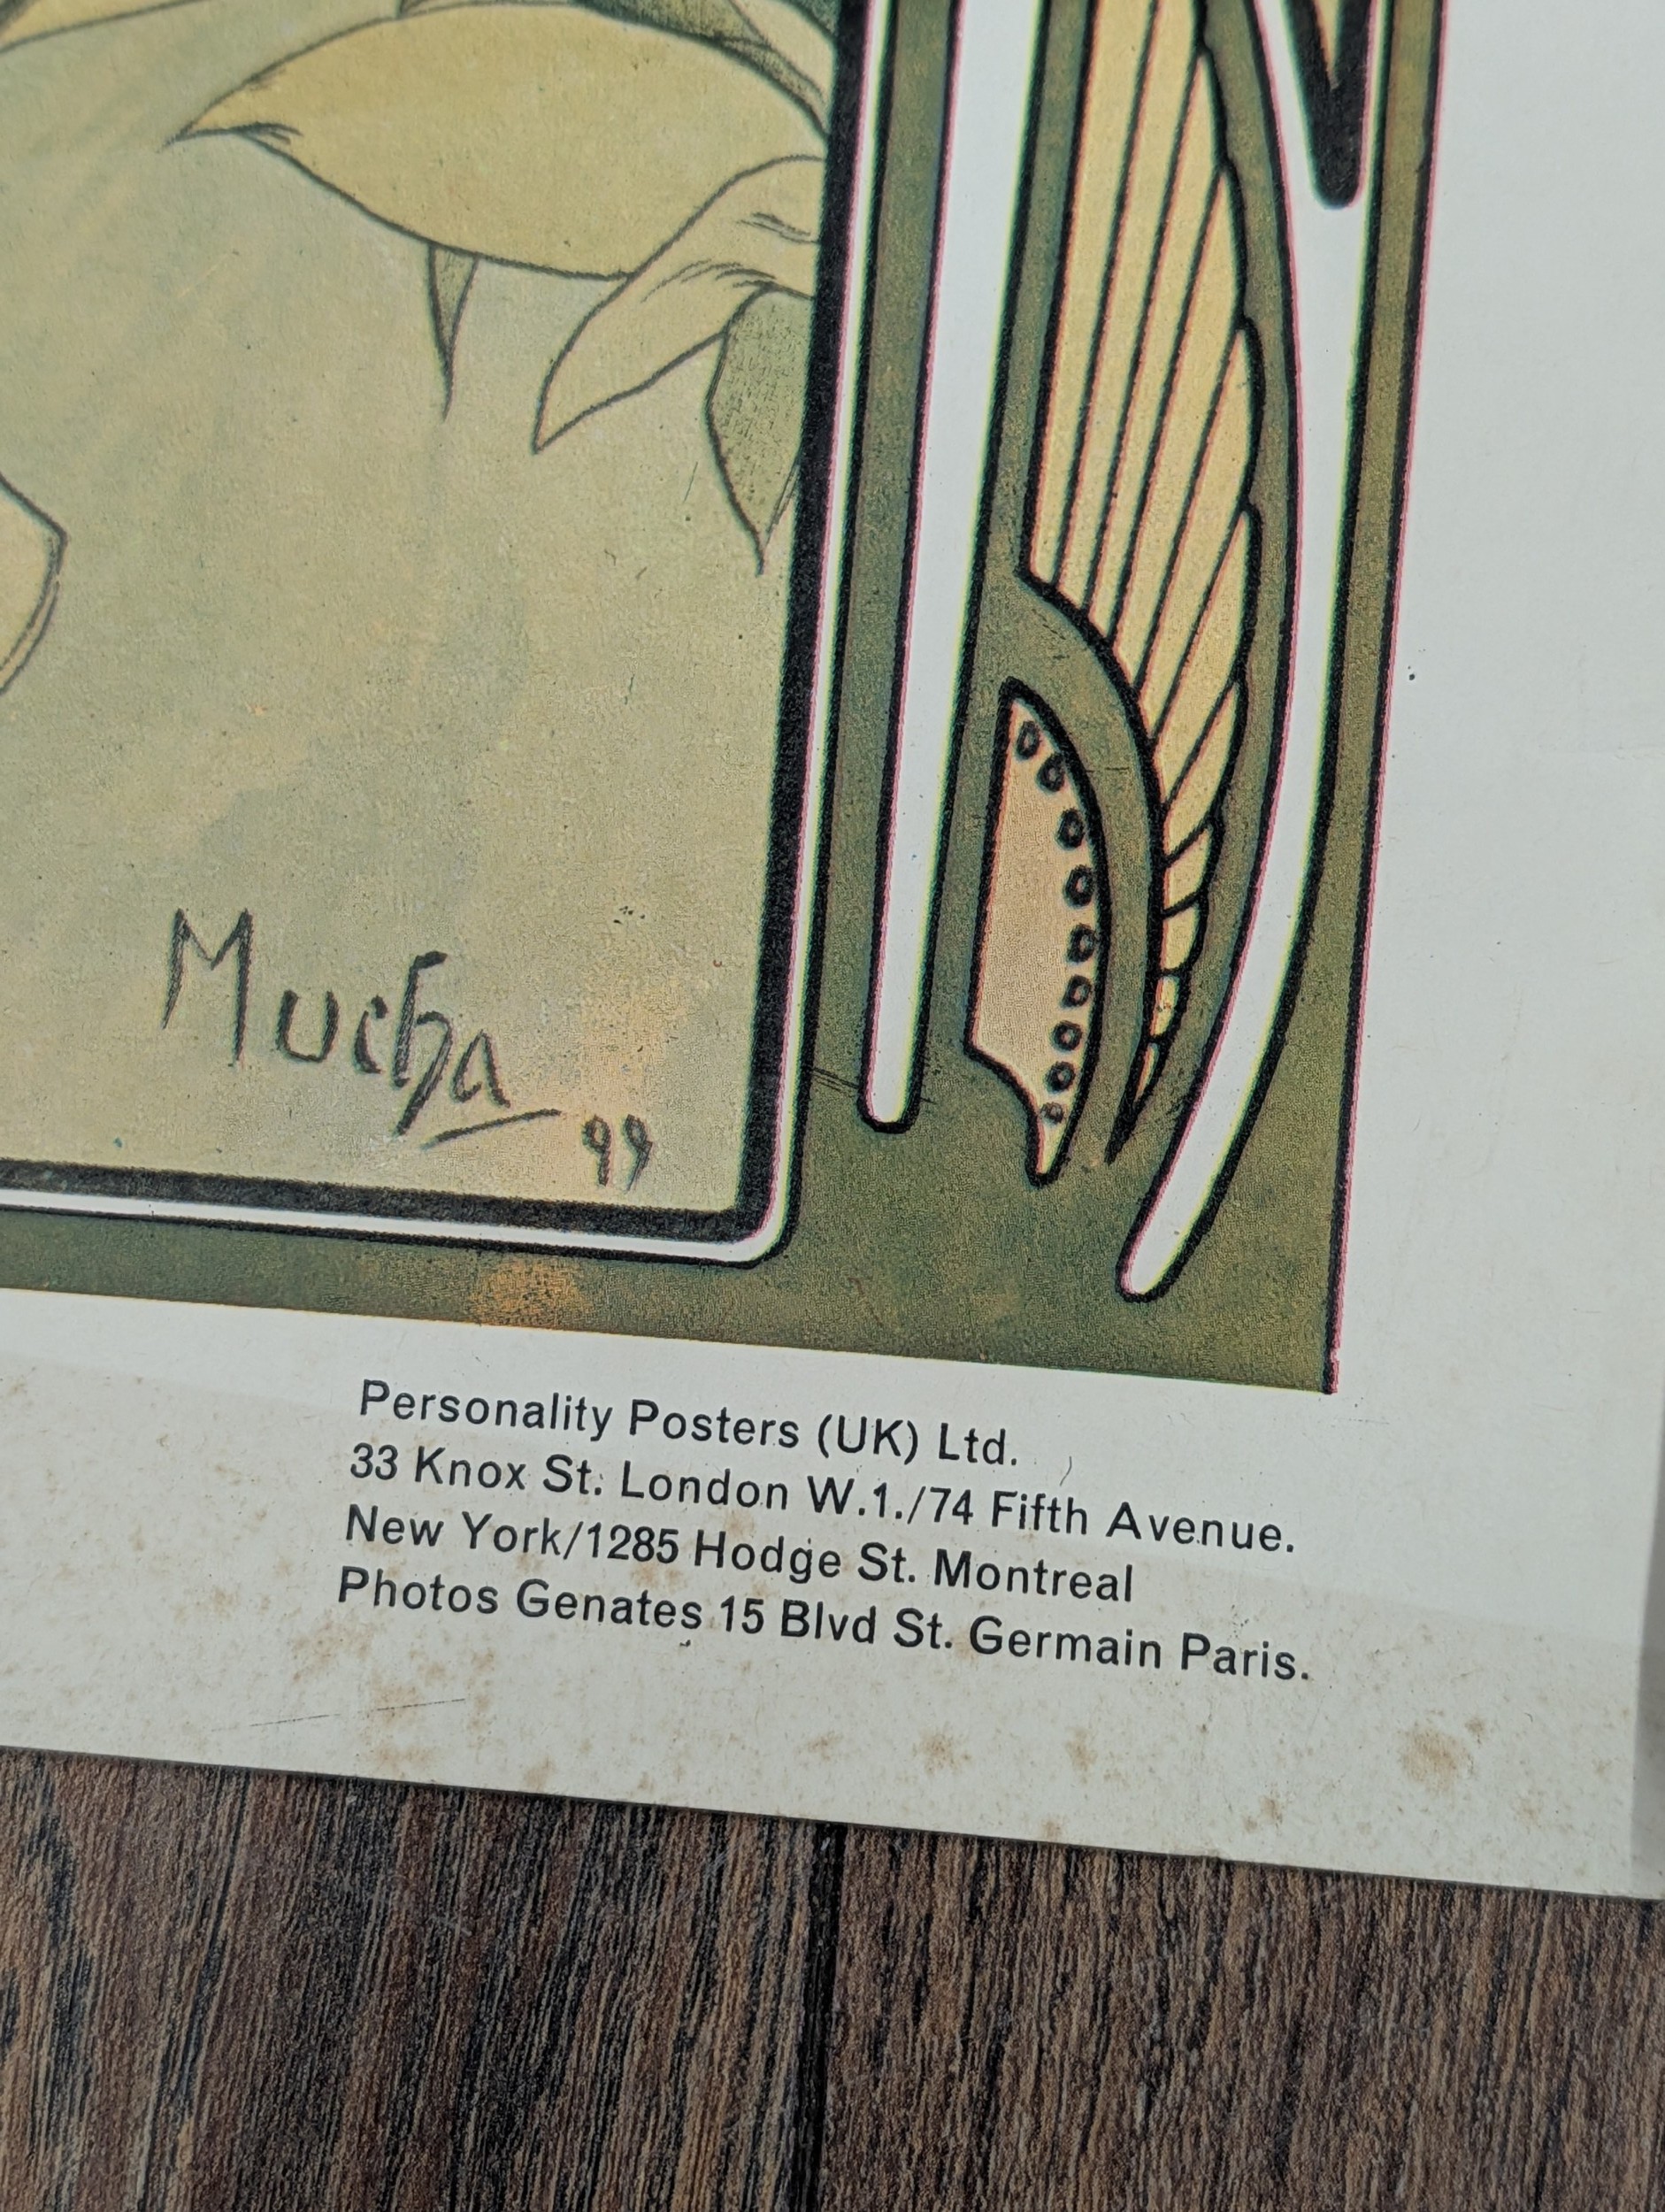 Mucha
99
Personality Posters (UK) Ltd.
33 Knox St. London W.1./74 Fifth Avenue.
New York/1285 Hodge St. Montreal
Photos Genates 15 Blvd St. Germain Paris.